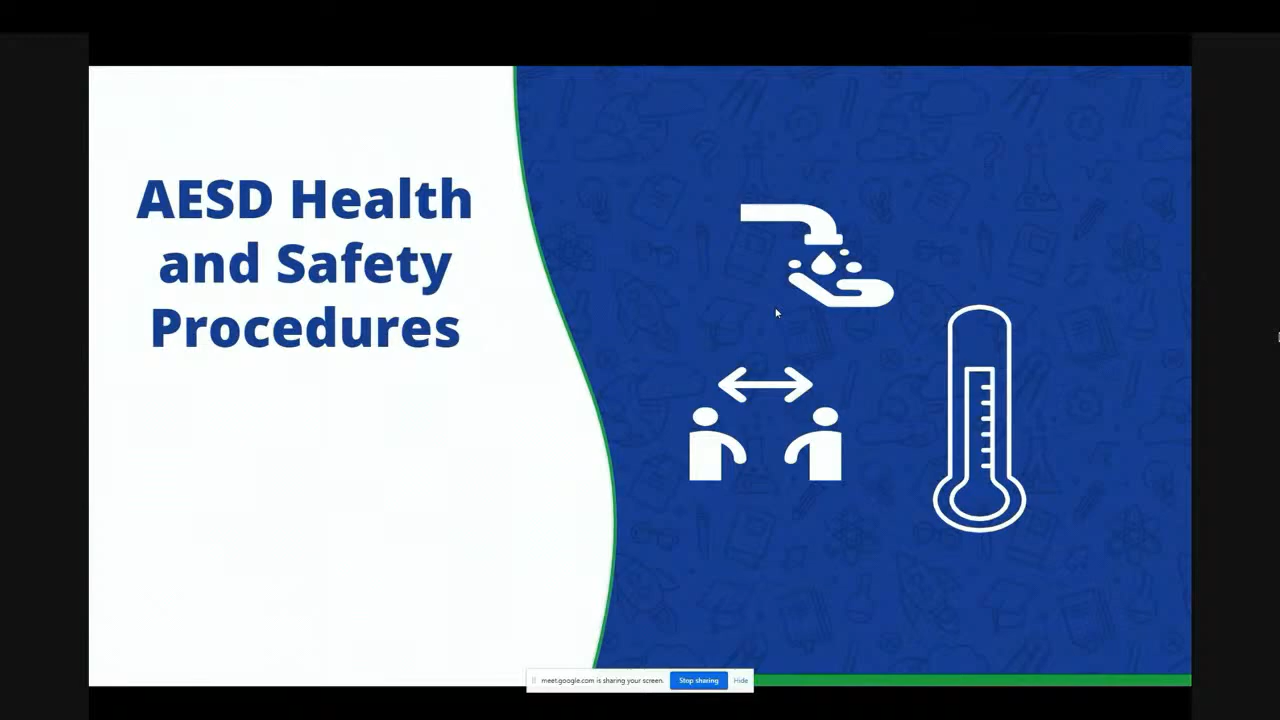 AESD Health
and Safety
Procedures
meet.google.com is sharing your screen.
Stop sharing
Hide